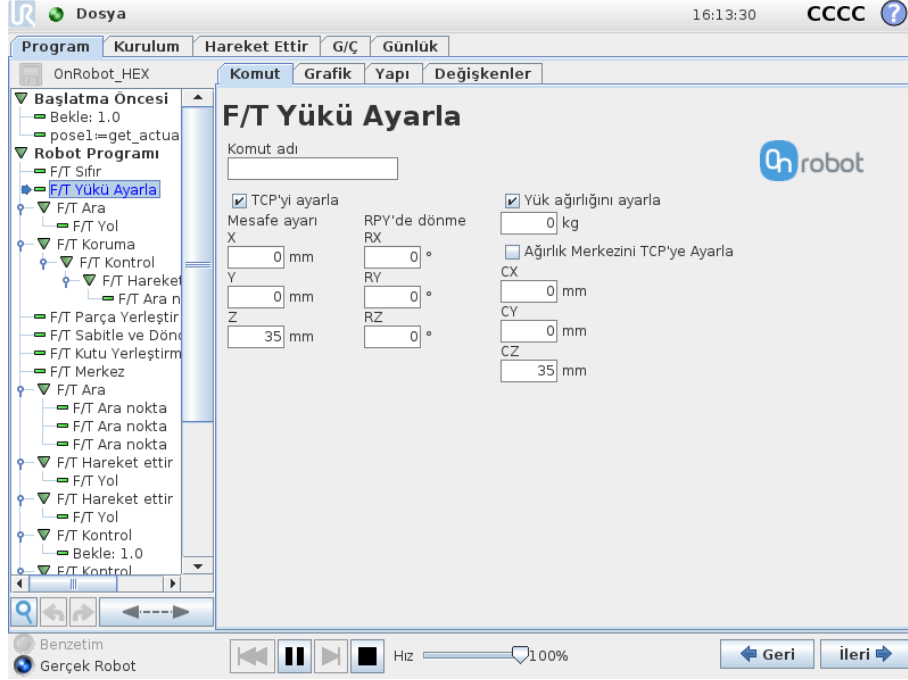 Dosya
16:13:30
CCCC
?
Program Kurulum Hareket Ettir G/Ç Günlük
OnRobot_HEX
Komut Grafik Yapı Değişkenler
Başlatma Öncesi
Bekle: 1.0
pose1:=get_actua
Robot Programı
F/T Sıfır
F/T Yükü Ayarla
F/T Ara
F/T Yol
F/T Koruma
F/T Kontrol
F/T Hareket
F/T Ara n
F/T Parça Yerleştir
F/T Sabitle ve Dönd
F/T Kutu Yerleştirm
F/T Merkez
F/T Ara
F/T Ara nokta
F/T Ara nokta
F/T Ara nokta
F/T Hareket ettir
F/T Yol
F/T Hareket ettir
F/T Yol
F/T Kontrol
Bekle: 1.0
F/T Kontrol
F/T Yükü Ayarla
Komut adı
On robot
TCP'yi ayarla
Mesafe ayarı RPY'de dönme
X RX
0 mm 0 °
Y RY
0 mm 0 °
Z RZ
35 mm 0 °
Yük ağırlığını ayarla
0 kg
Ağırlık Merkezini TCP'ye Ayarla
CX
0 mm
CY
0 mm
CZ
35 mm
Benzetim
Gerçek Robot
Hız 100%
Geri İleri